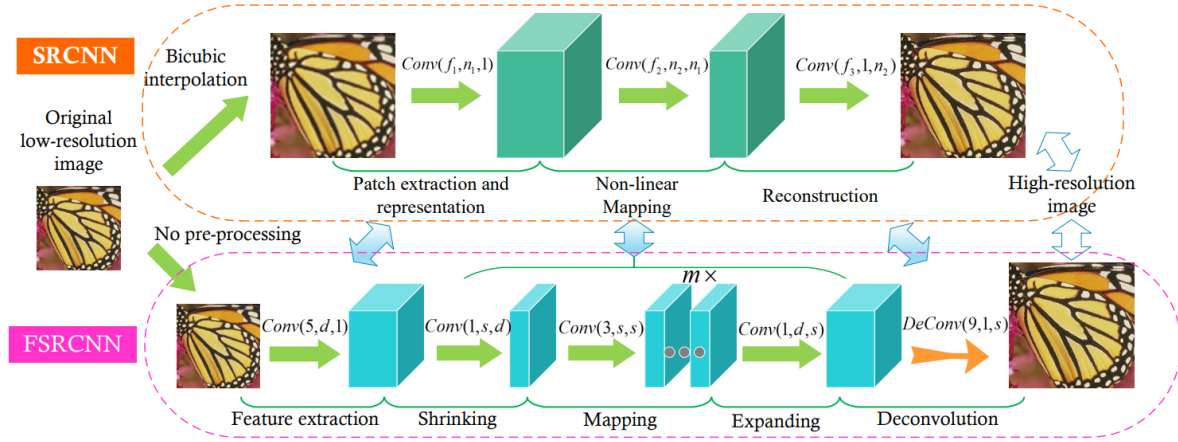 SRCNN
Bicubic
interpolation
Conv(f₁,n₁,1)
Conv(f₂,n₂,n₁)
Conv(f₃,1,n₂)
Original
low-resolution
image
Patch extraction and
representation
Non-linear
Mapping
Reconstruction
High-resolution
image
No pre-processing
FSRCNN
m×
Conv(5,d,1)
Conv(1,s,d)
Conv(3,s,s)
Conv(1,d,s)
DeConv(9,1,s)
Feature extraction
Shrinking
Mapping
Expanding
Deconvolution